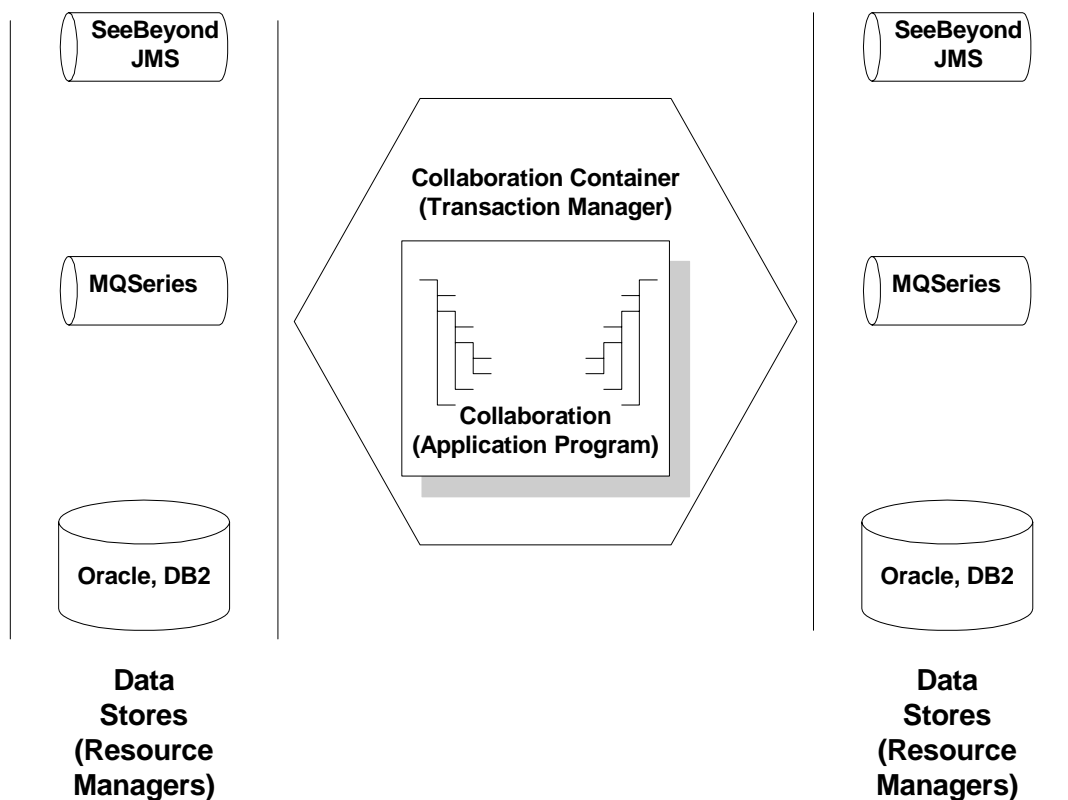 SeeBeyond
JMS
MQSeries
Oracle, DB2
Data
Stores
(Resource
Managers)
Collaboration Container
(Transaction Manager)
Collaboration
(Application Program)
SeeBeyond
JMS
MQSeries
Oracle, DB2
Data
Stores
(Resource
Managers)